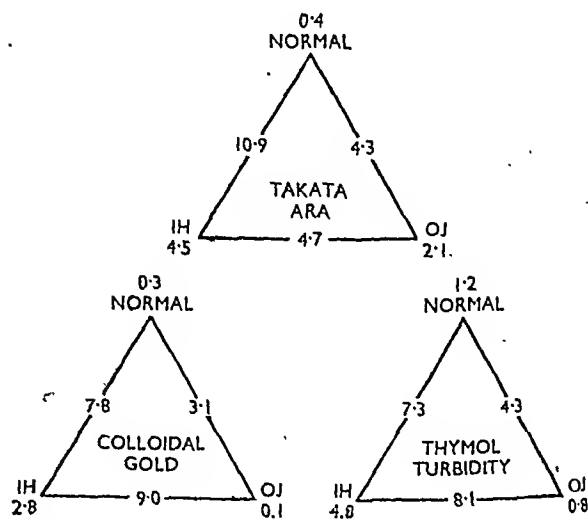 0·4
NORMAL
10·9
4·3
TAKATA
ARA
IH
4·5
4·7
OJ
2·1
0·3
NORMAL
7·8
3·1
COLLOIDAL
GOLD
IH
2·8
9·0
OJ
0·1
1·2
NORMAL
7·3
4·3
THYMOL
TURBIDITY
IH
4·8
8·1
OJ
0·8